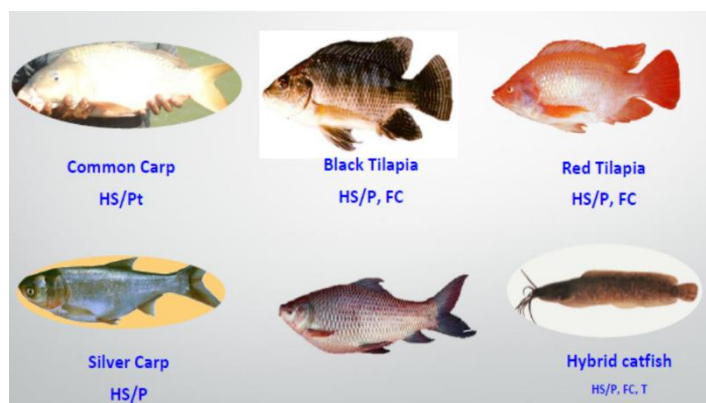 Common Carp
HS/Pt
Black Tilapia
HS/P, FC
Red Tilapia
HS/P, FC
Silver Carp
HS/P
Hybrid catfish
HS/P, FC, T